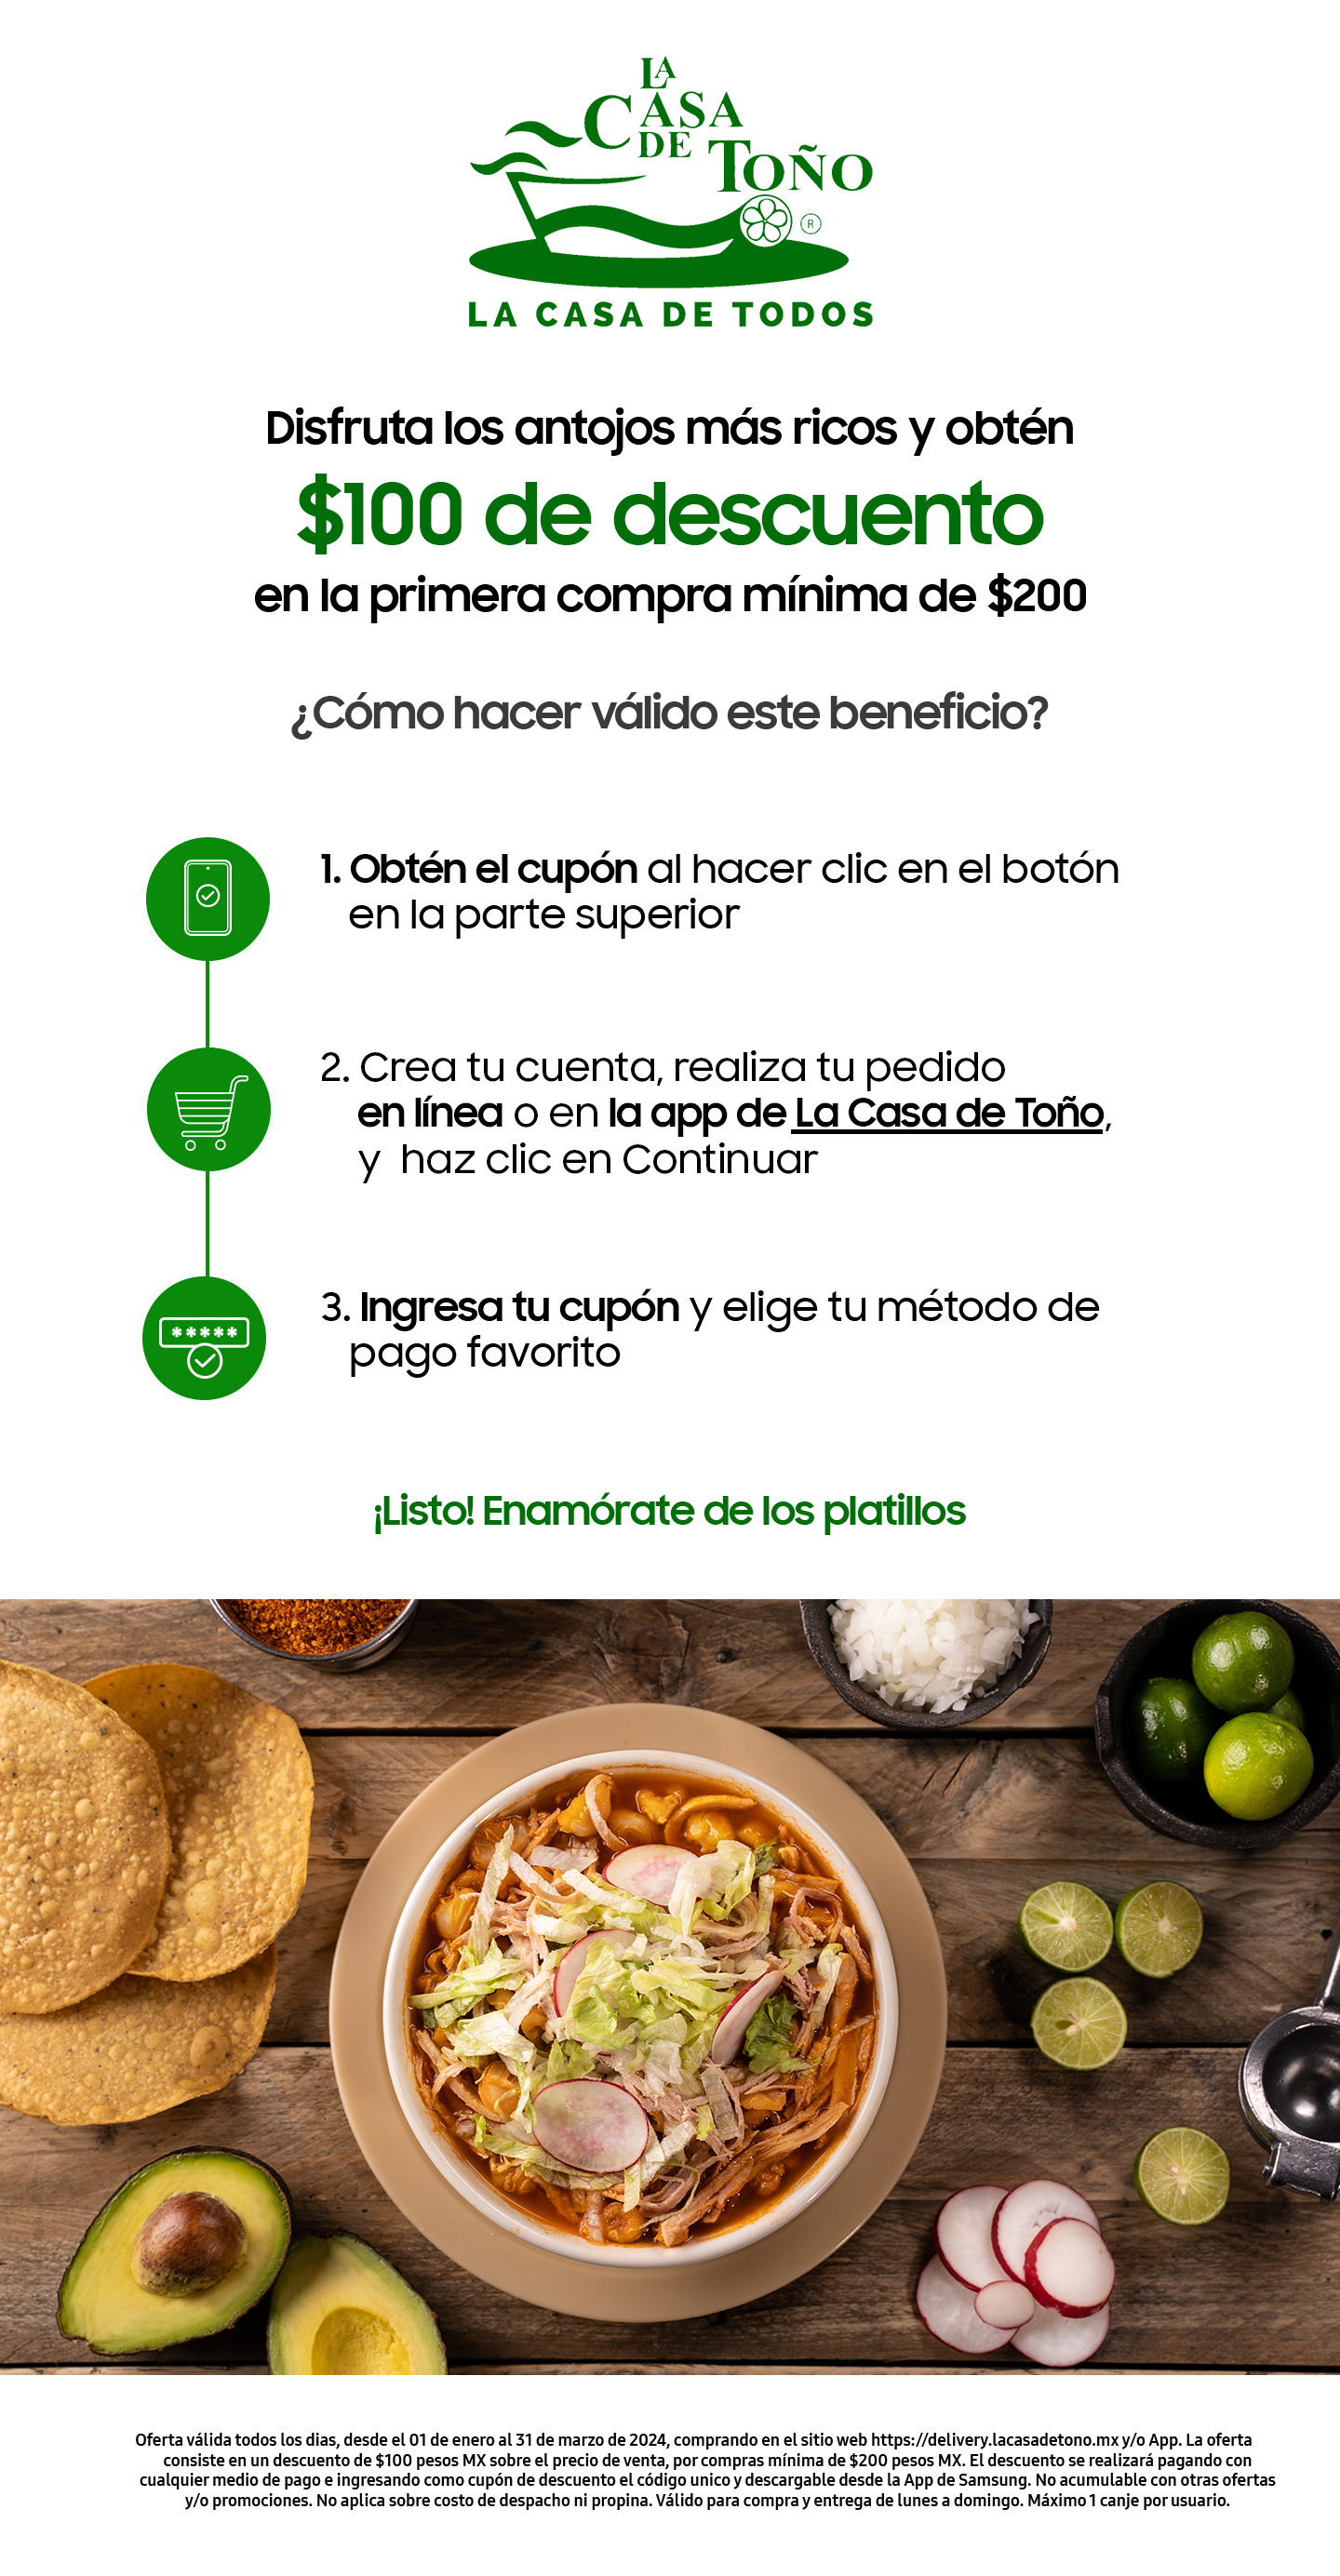 LA
CASA
DE TOÑO
R
LA CASA DE TODOS
Disfruta los antojos más ricos y obtén
$100 de descuento
en la primera compra mínima de $200
¿Cómo hacer válido este beneficio?
1. Obtén el cupón al hacer clic en el botón
en la parte superior
2. Crea tu cuenta, realiza tu pedido
en línea o en la app de La Casa de Toño,
y haz clic en Continuar
*****
3. Ingresa tu cupón y elige tu método de
pago favorito
¡Listo! Enamórate de los platillos
Oferta válida todos los dias, desde el 01 de enero al 31 de marzo de 2024, comprando en el sitio web https://delivery.lacasadetono.mx y/o App. La oferta
consiste en un descuento de $100 pesos MX sobre el precio de venta, por compras mínima de $200 pesos MX. El descuento se realizará pagando con
cualquier medio de pago e ingresando como cupón de descuento el código unico y descargable desde la App de Samsung. No acumulable con otras ofertas
y/o promociones. No aplica sobre costo de despacho ni propina. Válido para compra y entrega de lunes a domingo. Máximo 1 canje por usuario.